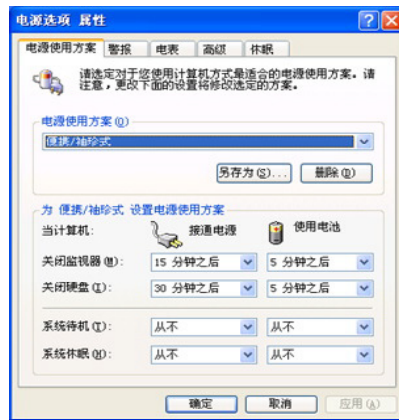 电源选项 属性
电源使用方案 警报 电表 高级 休眠
请选定对于您使用计算机方式最适合的电源使用方案。请
注意，更改下面的设置将修改选定的方案。
电源使用方案(O)
便携/袖珍式
另存为(S)... 删除(D)
为 便携/袖珍式 设置电源使用方案
当计算机: 接通电源 使用电池
关闭监视器(M): 15 分钟之后 5 分钟之后
关闭硬盘(I): 30 分钟之后 5 分钟之后
系统待机(T): 从不 从不
系统休眠(H): 从不 从不
确定 取消 应用(A)